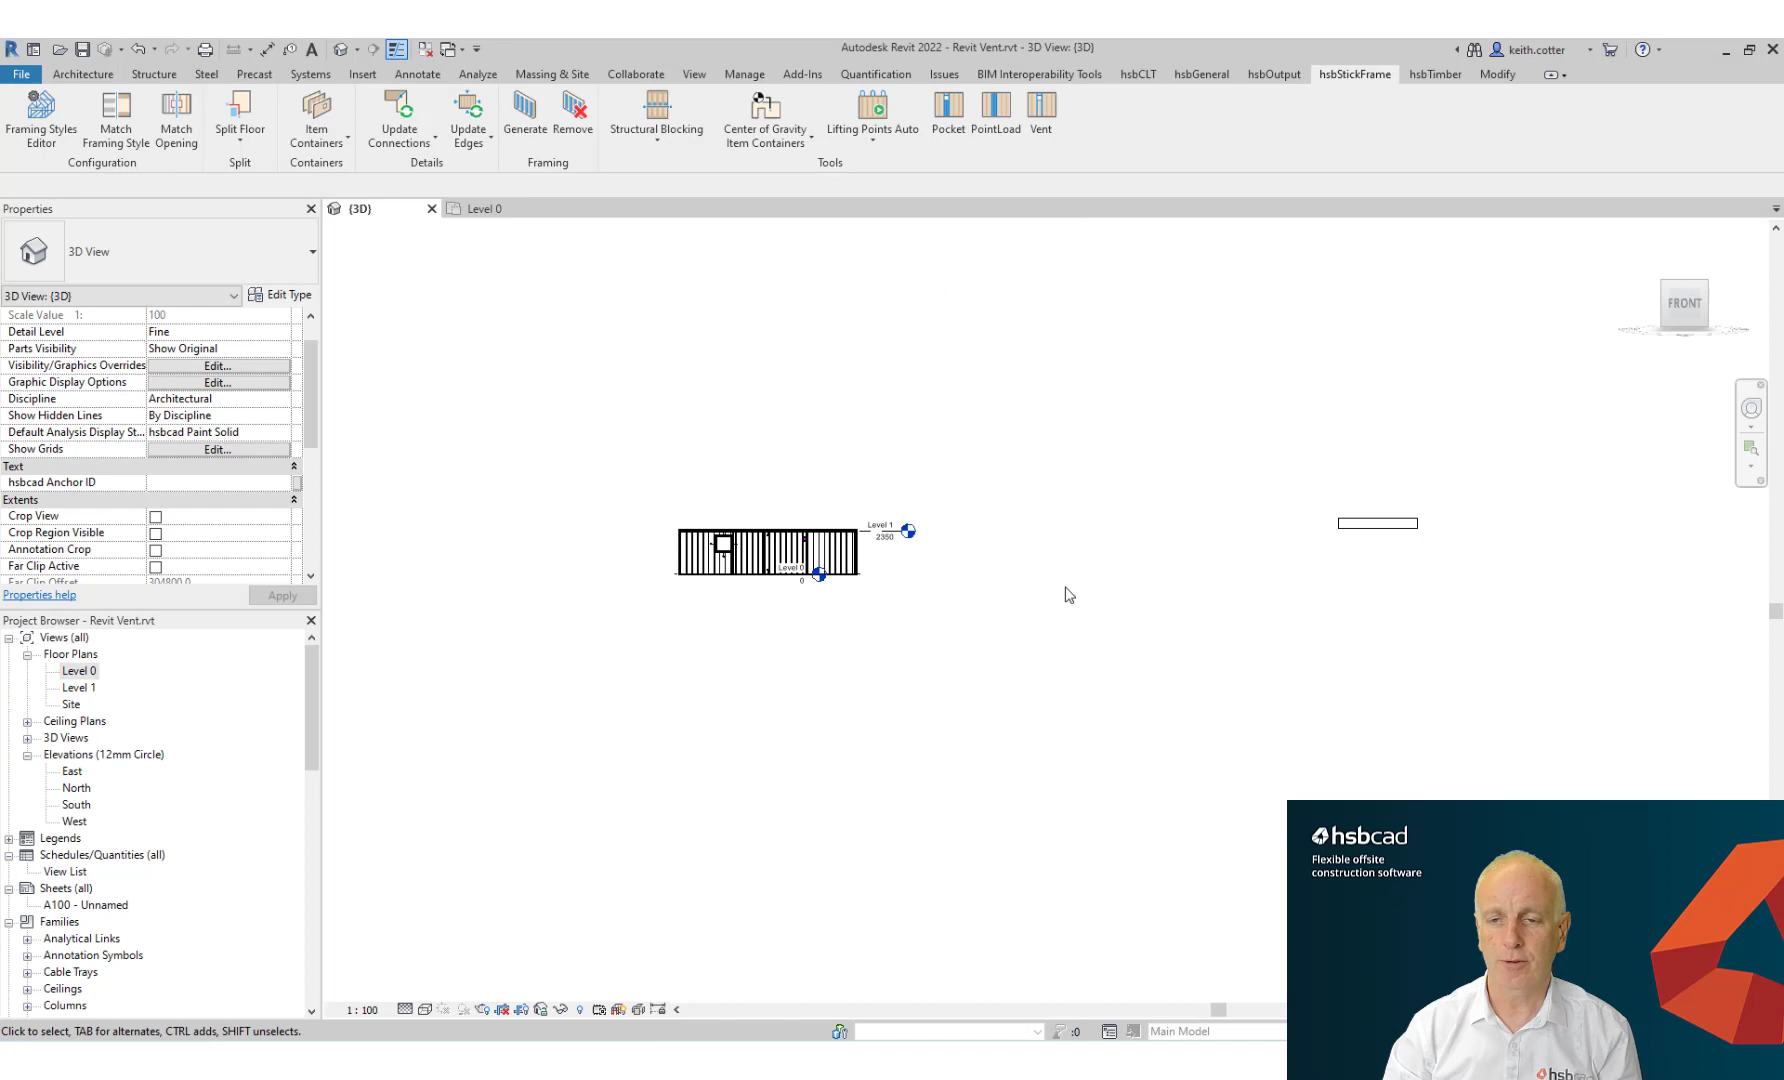 Autodesk Revit 2022 - Revit Vent.rvt - 3D View: {3D}
keith.cotter
File Architecture Structure Steel Precast Systems Insert Annotate Analyze Massing & Site Collaborate View Manage Add-Ins Quantification Issues BIM Interoperability Tools hsbCLT hsbGeneral hsbOutput hsbStickFrame hsbTimber Modify
Framing Styles Editor
Match Framing Style
Match Opening
Split Floor
Item Containers
Update Connections
Update Edges
Generate
Remove
Structural Blocking
Center of Gravity Item Containers
Lifting Points Auto
Pocket
PointLoad
Vent
Configuration Split Containers Details Framing Tools
Properties
{3D}
Level 0
3D View
3D View: {3D}
Edit Type
Scale Value 1: 100
Detail Level Fine
Parts Visibility Show Original
Visibility/Graphics Overrides Edit...
Graphic Display Options Edit...
Discipline Architectural
Show Hidden Lines By Discipline
Default Analysis Display St... hsbcad Paint Solid
Show Grids Edit...
Text
hsbcad Anchor ID
Extents
Crop View
Crop Region Visible
Annotation Crop
Far Clip Active
Far Clip Offset 304800.0
Properties help
Apply
Project Browser - Revit Vent.rvt
Views (all)
Floor Plans
Level 0
Level 1
Site
Ceiling Plans
3D Views
Elevations (12mm Circle)
East
North
South
West
Legends
Schedules/Quantities (all)
View List
Sheets (all)
A100 - Unnamed
Families
Analytical Links
Annotation Symbols
Cable Trays
Ceilings
Columns
FRONT
Level 1
2350
Level 0
0
1 : 100
Click to select, TAB for alternates, CTRL adds, SHIFT unselects.
:0
Main Model
hsbcad
Flexible offsite
construction software